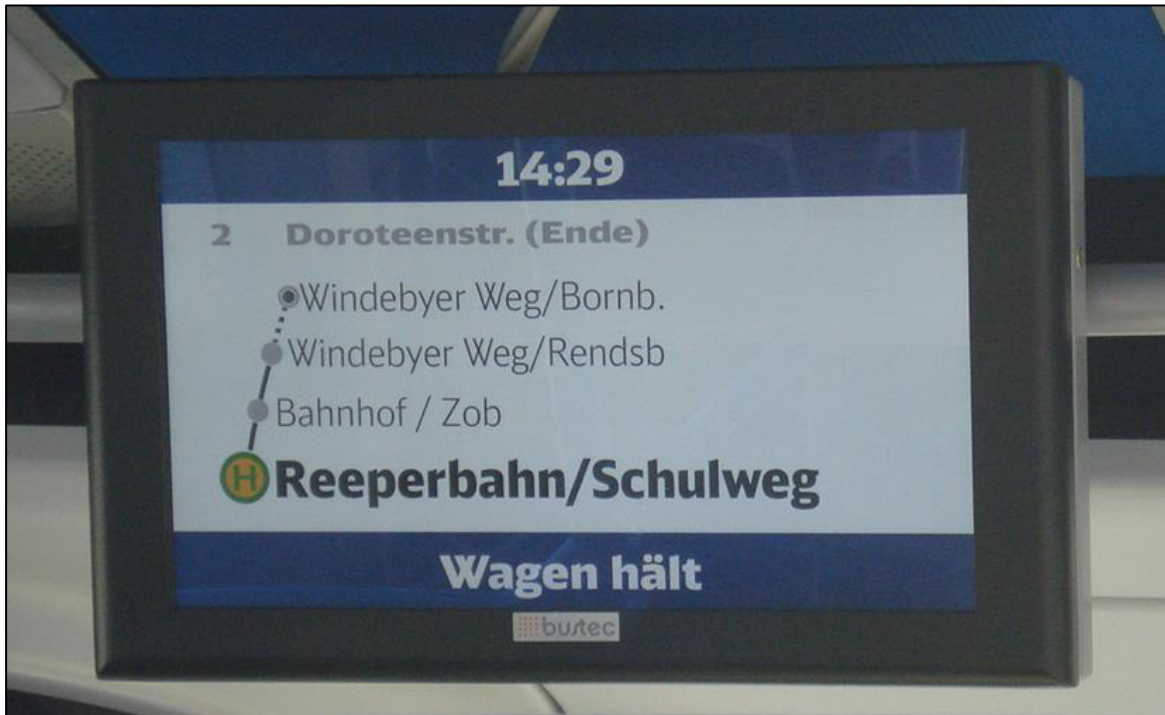 14:29
2 Doroteenstr. (Ende)
Windebyer Weg/Bornb.
Windebyer Weg/Rendsb
Bahnhof / Zob
H Reeperbahn/Schulweg
Wagen hält
bustec